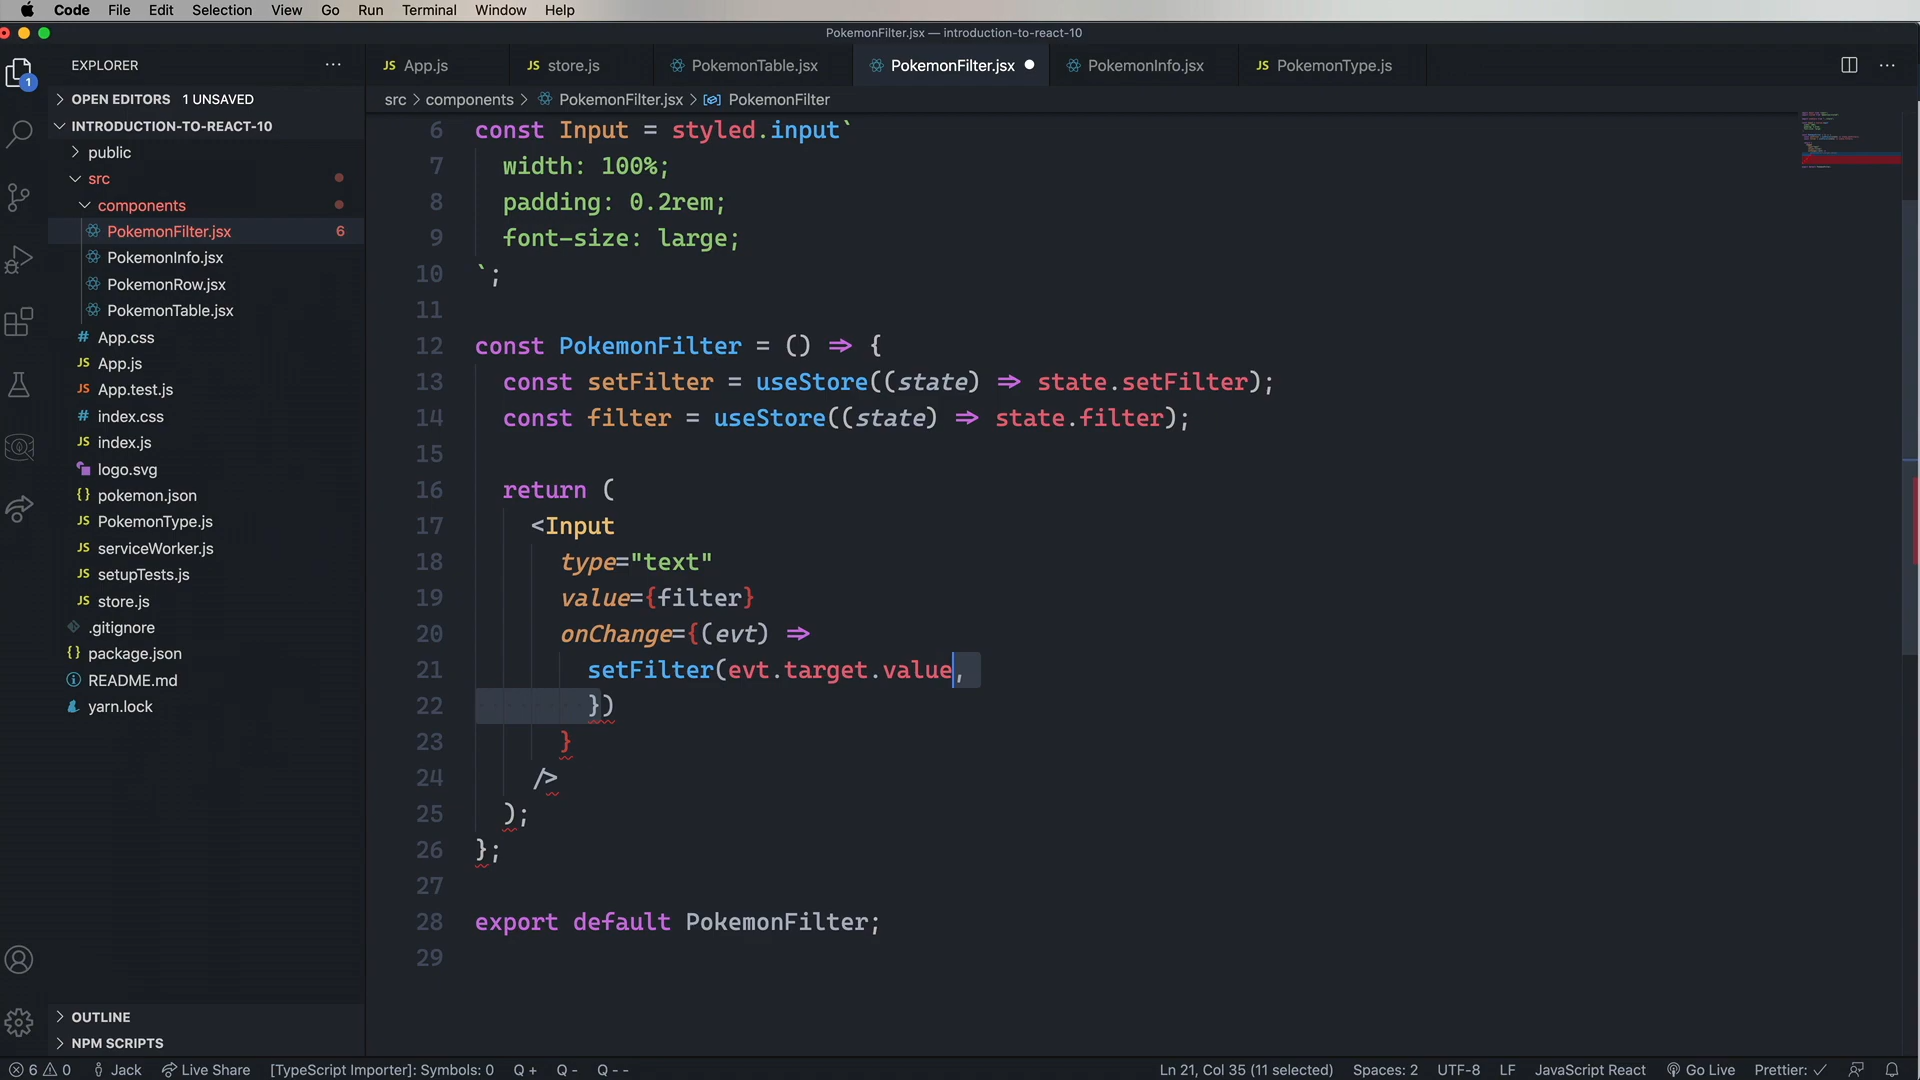 Code File Edit Selection View Go Run Terminal Window Help
PokemonFilter.jsx — introduction-to-react-10
EXPLORER ···
JS App.js
JS store.js
PokemonTable.jsx
PokemonFilter.jsx
PokemonInfo.jsx
JS PokemonType.js
···
1
OPEN EDITORS 1 UNSAVED
INTRODUCTION-TO-REACT-10
public
src
components
PokemonFilter.jsx 6
PokemonInfo.jsx
PokemonRow.jsx
PokemonTable.jsx
# App.css
JS App.js
JS App.test.js
# index.css
JS index.js
logo.svg
{} pokemon.json
JS PokemonType.js
JS serviceWorker.js
JS setupTests.js
JS store.js
.gitignore
{} package.json
README.md
yarn.lock
OUTLINE
NPM SCRIPTS
src > components > PokemonFilter.jsx > PokemonFilter
6 const Input = styled.input`
7 width: 100%;
8 padding: 0.2rem;
9 font-size: large;
10 `;
11
12 const PokemonFilter = () => {
13 const setFilter = useStore((state) => state.setFilter);
14 const filter = useStore((state) => state.filter);
15
16 return (
17 <Input
18 type="text"
19 value={filter}
20 onChange={(evt) =>
21 setFilter(evt.target.value,
22 })
23 }
24 />
25 );
26 };
27
28 export default PokemonFilter;
29
6 0 Jack Live Share [TypeScript Importer]: Symbols: 0 Q + Q - Q - - Ln 21, Col 35 (11 selected) Spaces: 2 UTF-8 LF JavaScript React Go Live Prettier: ✓